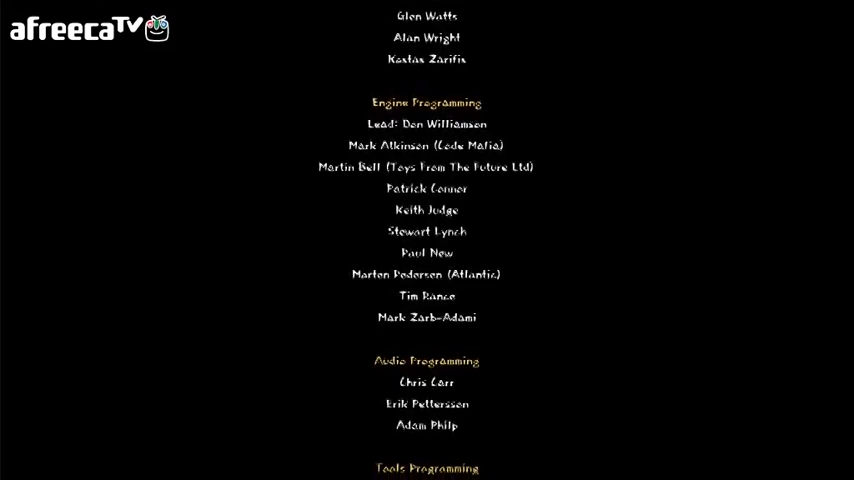 afreecaTV
Glen Watts
Alan Wright
Kostas Zarifis
Engine Programming
Lead: Don Williamson
Mark Atkinson (Code Mafia)
Martin Bell (Toys From The Future Ltd)
Patrick Connor
Keith Judge
Stewart Lynch
Paul New
Morten Pedersen (Atlantic)
Tim Rance
Mark Zarb-Adami
Audio Programming
Chris Carr
Erik Pettersson
Adam Philp
Tools Programming